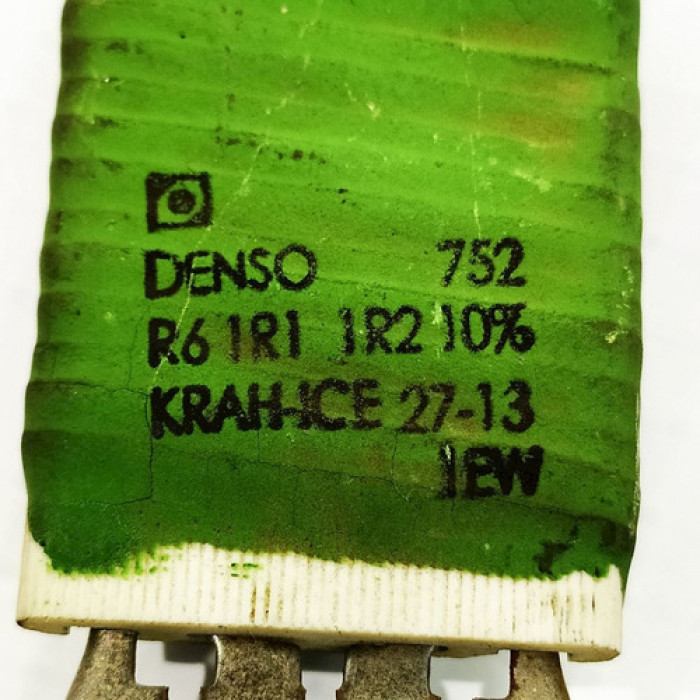 DENSO 752
R6 1R1 1R2 10%
KRAH-ICE 27-13
1EW